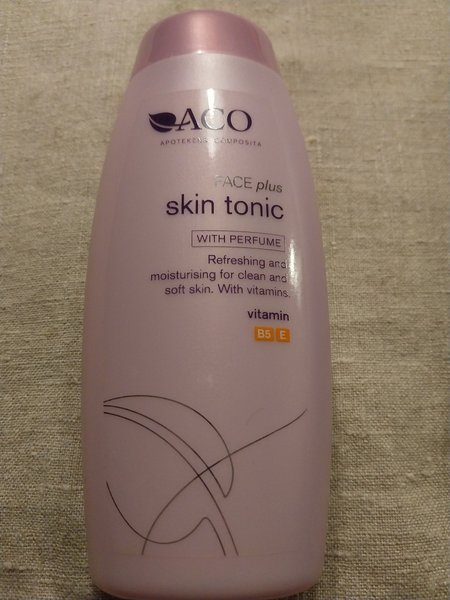 ACO
APOTEKENS COMPOSITA
FACE plus
skin tonic
WITH PERFUME
Refreshing and
moisturising for clean and
soft skin. With vitamins.
vitamin
B5 E